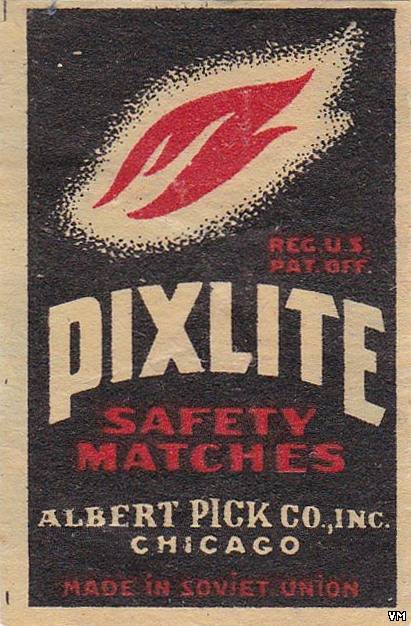 REG. U.S.
PAT. OFF.
PIXLITE
SAFETY
MATCHES
ALBERT PICK CO., INC.
CHICAGO
MADE in SOViET UNiON
VM